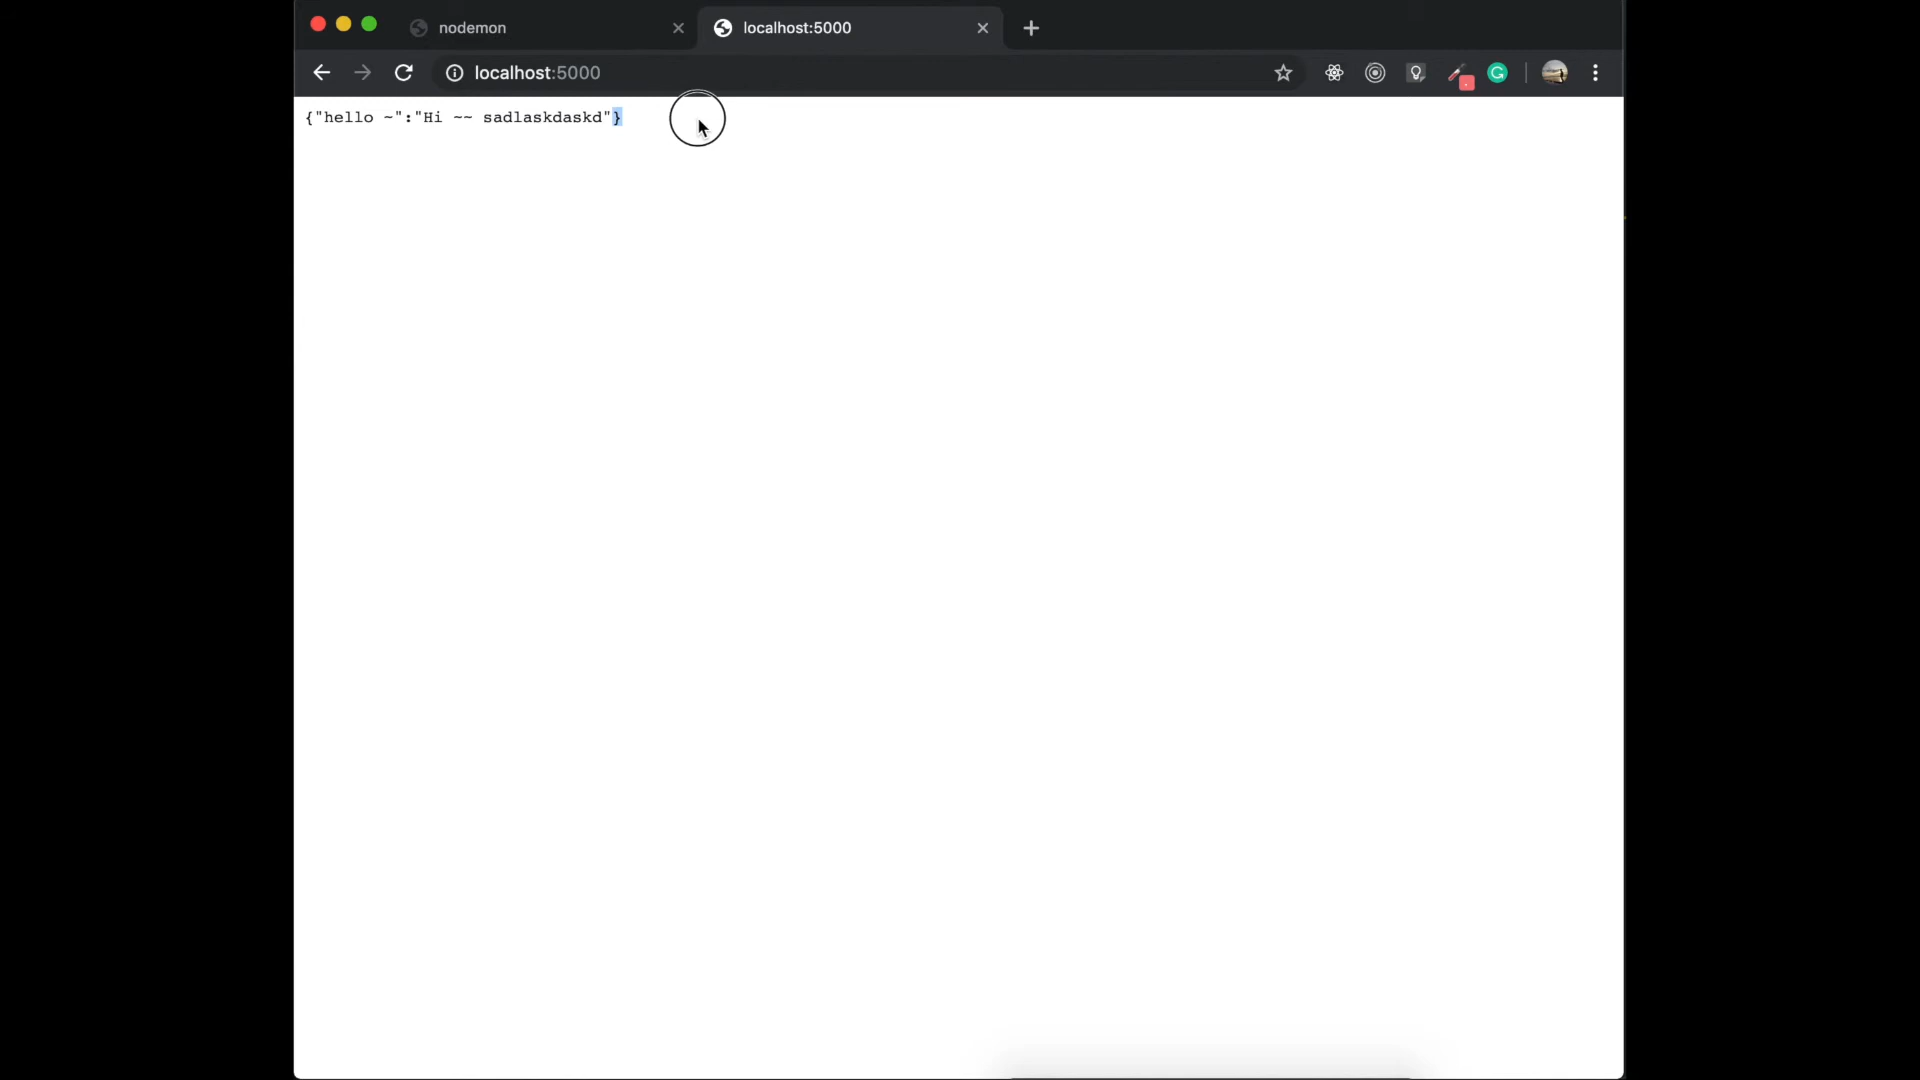 nodemon
localhost:5000
localhost:5000
{"hello ~":"Hi ~~ sadlaskdaskd"}